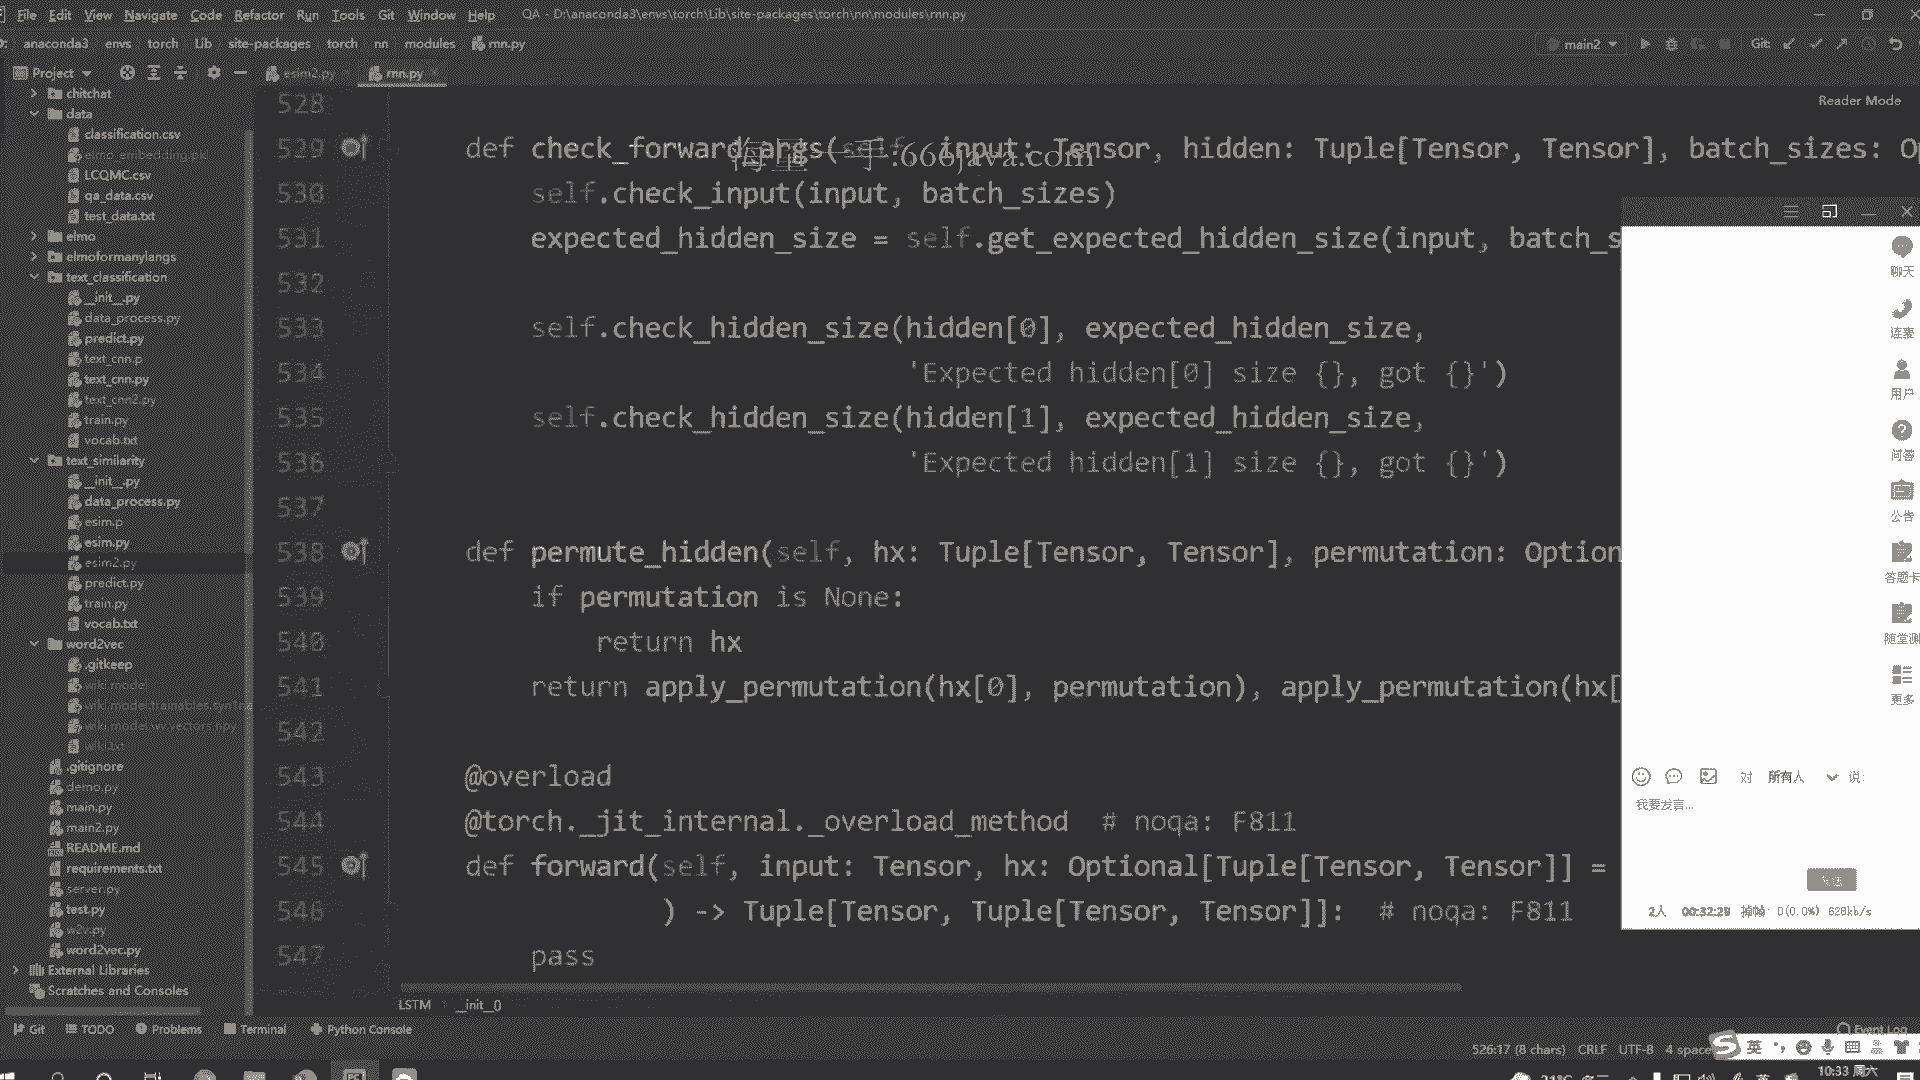 File Edit View Navigate Code Refactor Run Tools Git Window Help QA - D:\anaconda3\envs\torch\Lib\site-packages\torch\nn\modules\rnn.py
anaconda3 envs torch Lib site-packages torch nn modules rnn.py main2 Git:
Project esim2.py rnn.py
Reader Mode
chitchat
data
classification.csv
elmo_embedding.pkl
LCQMC.csv
qa_data.csv
test_data.txt
elmo
elmoformanylangs
text_classification
__init__.py
data_process.py
predict.py
text_cnn.p
text_cnn.py
text_cnn2.py
train.py
vocab.txt
text_similarity
__init__.py
data_process.py
esim.p
esim.py
esim2.py
predict.py
train.py
vocab.txt
word2vec
.gitkeep
wiki.model
wiki.model.trainables.syn1ne
wiki.model.wv.vectors.npy
wiki.txt
.gitignore
demo.py
main.py
main2.py
README.md
requirements.txt
server.py
test.py
w2v.py
word2vec.py
External Libraries
Scratches and Consoles
528
529 def check_forward_args(self, input: Tensor, hidden: Tuple[Tensor, Tensor], batch_sizes: Op
海量一手:666java.com
530 self.check_input(input, batch_sizes)
531 expected_hidden_size = self.get_expected_hidden_size(input, batch_s
532
533 self.check_hidden_size(hidden[0], expected_hidden_size,
534 'Expected hidden[0] size {}, got {}')
535 self.check_hidden_size(hidden[1], expected_hidden_size,
536 'Expected hidden[1] size {}, got {}')
537
538 def permute_hidden(self, hx: Tuple[Tensor, Tensor], permutation: Option
539 if permutation is None:
540 return hx
541 return apply_permutation(hx[0], permutation), apply_permutation(hx[
542
543 @overload
544 @torch._jit_internal._overload_method # noqa: F811
545 def forward(self, input: Tensor, hx: Optional[Tuple[Tensor, Tensor]] =
546 ) -> Tuple[Tensor, Tuple[Tensor, Tensor]]: # noqa: F811
547 pass
LSTM __init__()
聊天
连麦
用户
问答
公告
答题卡
随堂测
更多
对 所有人 说:
我要发言...
发送
2人 00:32:29 掉帧: 0(0.0%) 628kb/s
Git TODO Problems Terminal Python Console Event Log
526:17 (8 chars) CRLF UTF-8 4 space
英
10:33 周六